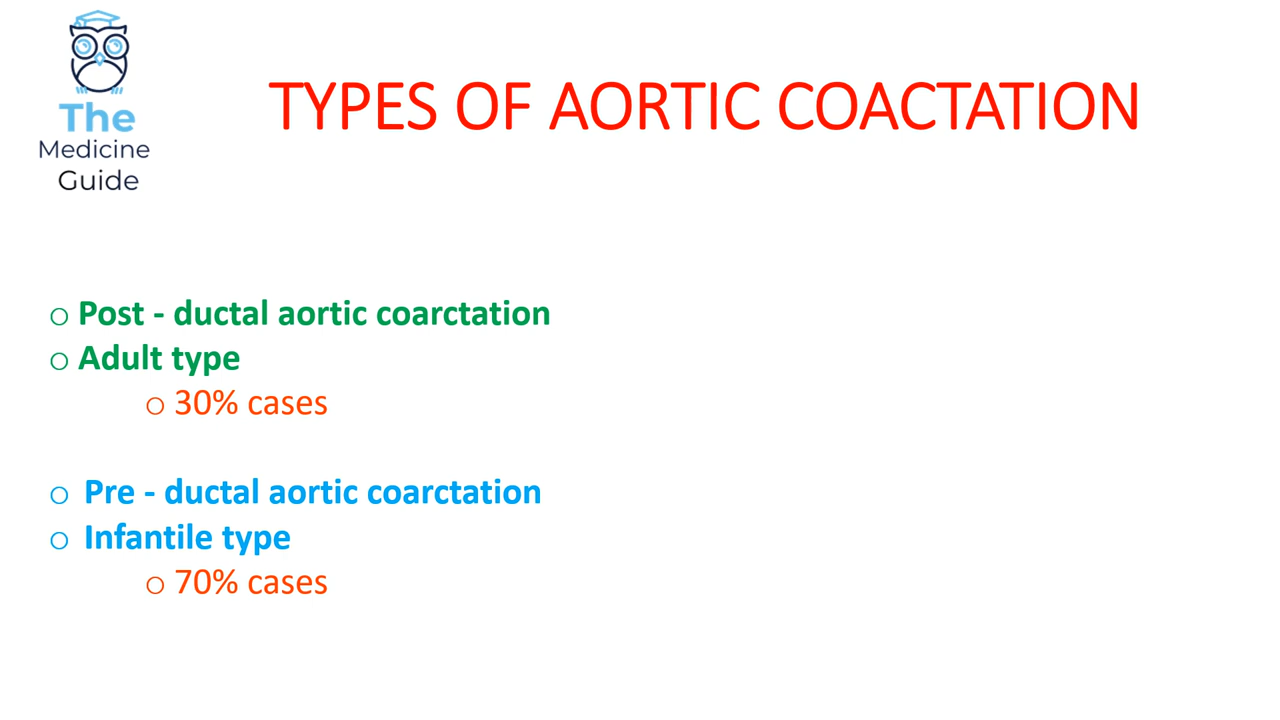 The
Medicine
Guide
TYPES OF AORTIC COACTATION
o Post - ductal aortic coarctation
o Adult type
o 30% cases
o Pre - ductal aortic coarctation
o Infantile type
o 70% cases